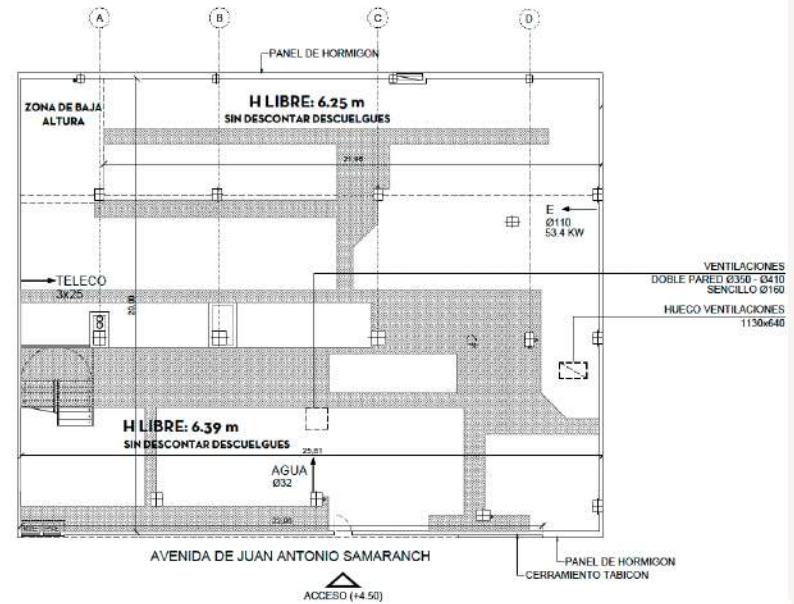 A
B
C
D
PANEL DE HORMIGON
ZONA DE BAJA
ALTURA
H LIBRE: 6.25 m
SIN DESCONTAR DESCUELGUES
21,98
E
Ø110
53.4 KW
TELECO
3x25
VENTILACIONES
DOBLE PARED Ø350 - Ø410
SENCILLO Ø160
HUECO VENTILACIONES
1130x640
H LIBRE: 6.39 m
SIN DESCONTAR DESCUELGUES
25,61
AGUA
Ø32
AVENIDA DE JUAN ANTONIO SAMARANCH
PANEL DE HORMIGON
CERRAMIENTO TABICON
ACCESO (+4.50)